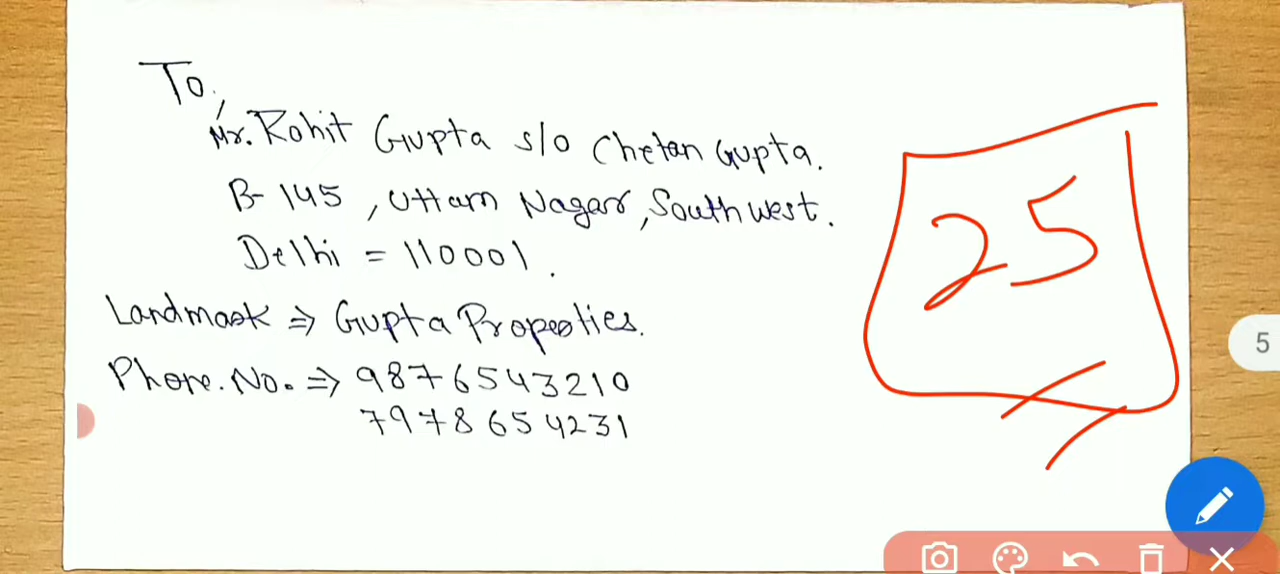 To,
Mr. Rohit Gupta s/o Chetan Gupta.
B-145, Uttam Nagar, Southwest.
Delhi = 110001.
Landmark => Gupta Properties.
Phone. No. => 9876543210
7978654231
25
5